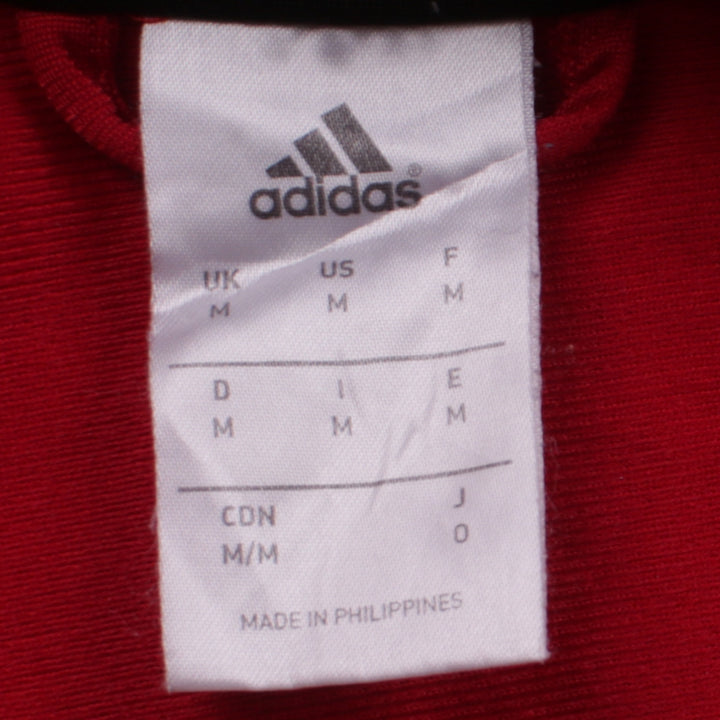 adidas®
UK US F
M M M
D I E
M M M
CDN J
M/M O
MADE IN PHILIPPINES